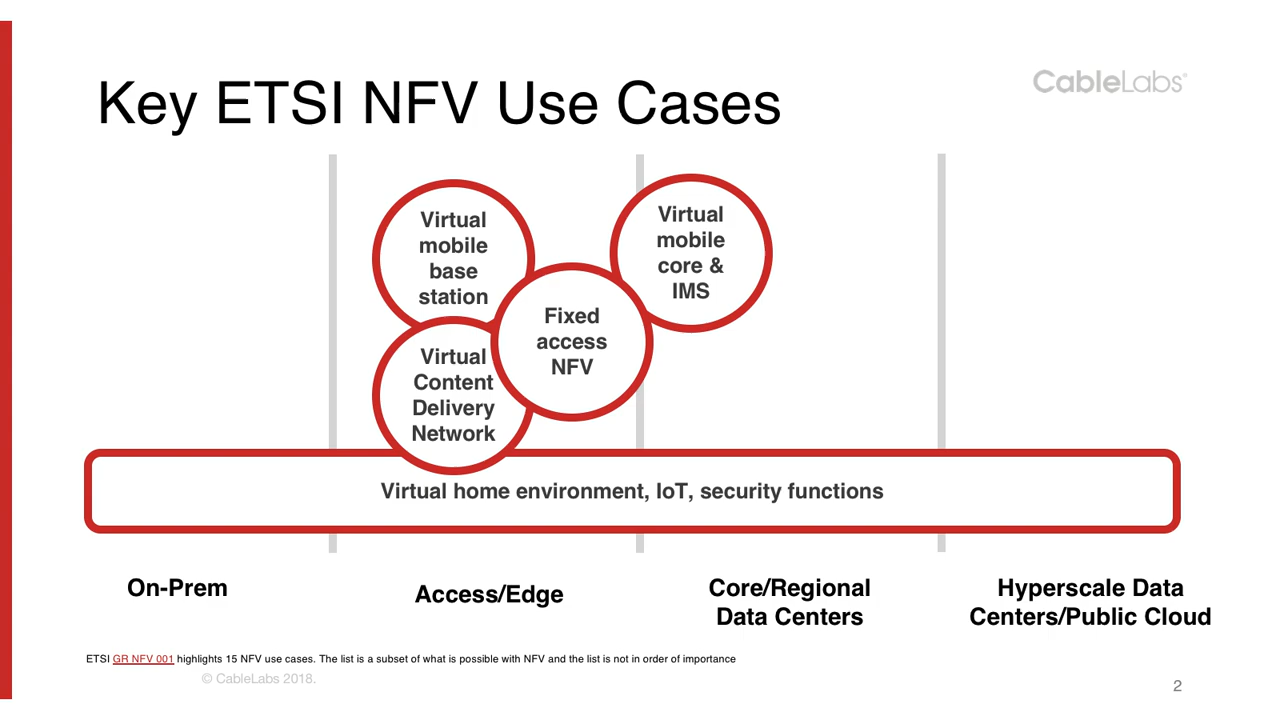 Key ETSI NFV Use Cases
CableLabs®
Virtual
mobile
base
station
Virtual
mobile
core &
IMS
Fixed
access
NFV
Virtual
Content
Delivery
Network
Virtual home environment, IoT, security functions
On-Prem
Access/Edge
Core/Regional
Data Centers
Hyperscale Data
Centers/Public Cloud
ETSI GR NFV 001 highlights 15 NFV use cases. The list is a subset of what is possible with NFV and the list is not in order of importance
© CableLabs 2018.
2